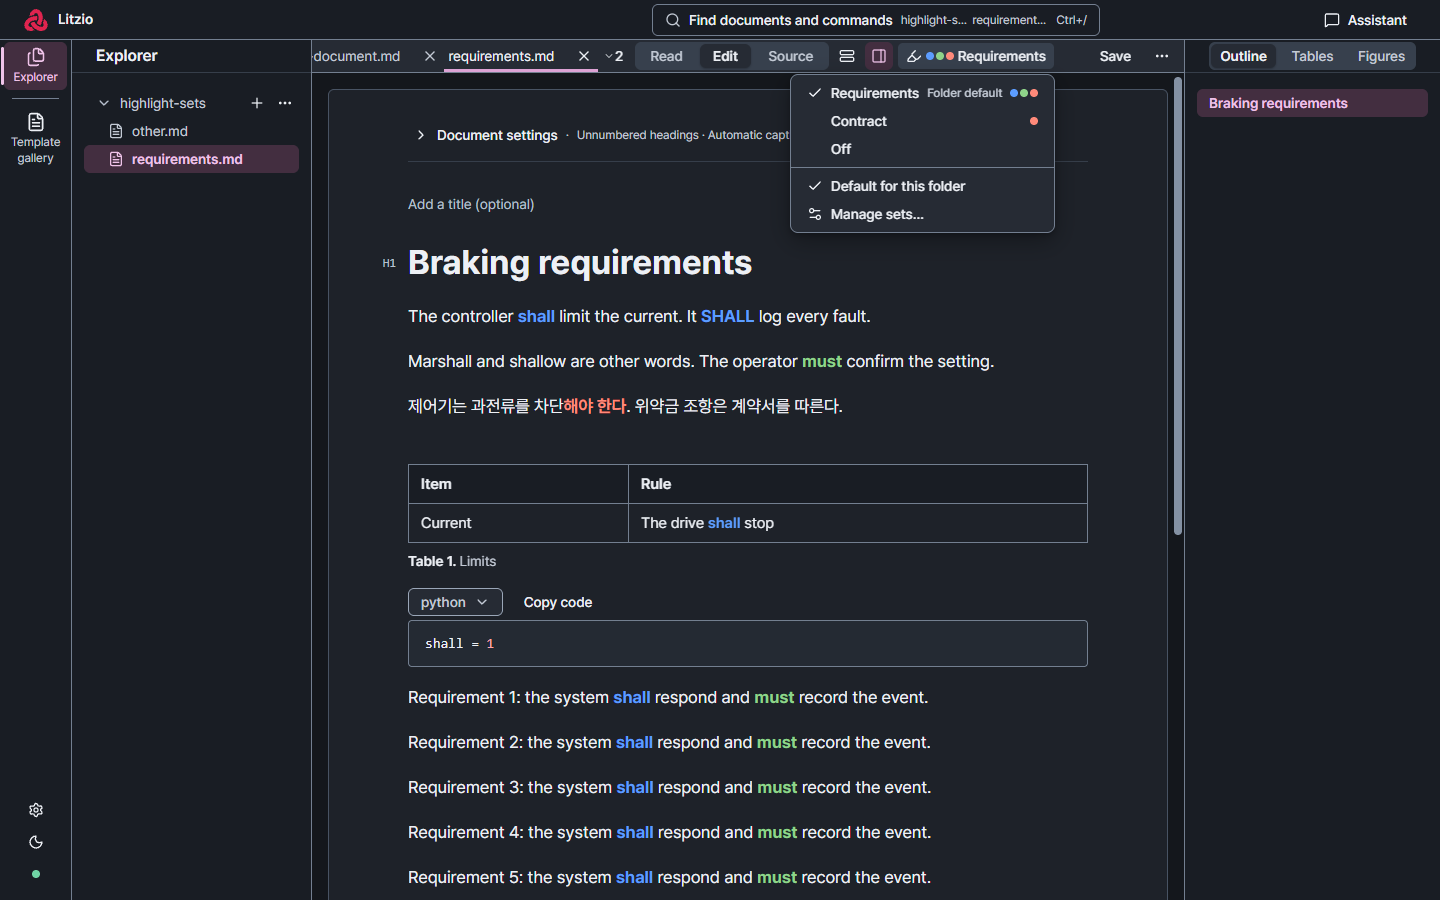 Litzio
Find documents and commands highlight-s... requirement... Ctrl+/
Assistant
Explorer
Template gallery
Explorer
highlight-sets
other.md
requirements.md
document.md
requirements.md
2
Read
Edit
Source
Requirements
Save
Requirements Folder default
Contract
Off
Default for this folder
Manage sets...
Document settings · Unnumbered headings · Automatic capt
Add a title (optional)
H1 Braking requirements
The controller shall limit the current. It SHALL log every fault.
Marshall and shallow are other words. The operator must confirm the setting.
제어기는 과전류를 차단해야 한다. 위약금 조항은 계약서를 따른다.
Item Rule
Current The drive shall stop
Table 1. Limits
python Copy code
shall = 1
Requirement 1: the system shall respond and must record the event.
Requirement 2: the system shall respond and must record the event.
Requirement 3: the system shall respond and must record the event.
Requirement 4: the system shall respond and must record the event.
Requirement 5: the system shall respond and must record the event.
Outline
Tables
Figures
Braking requirements